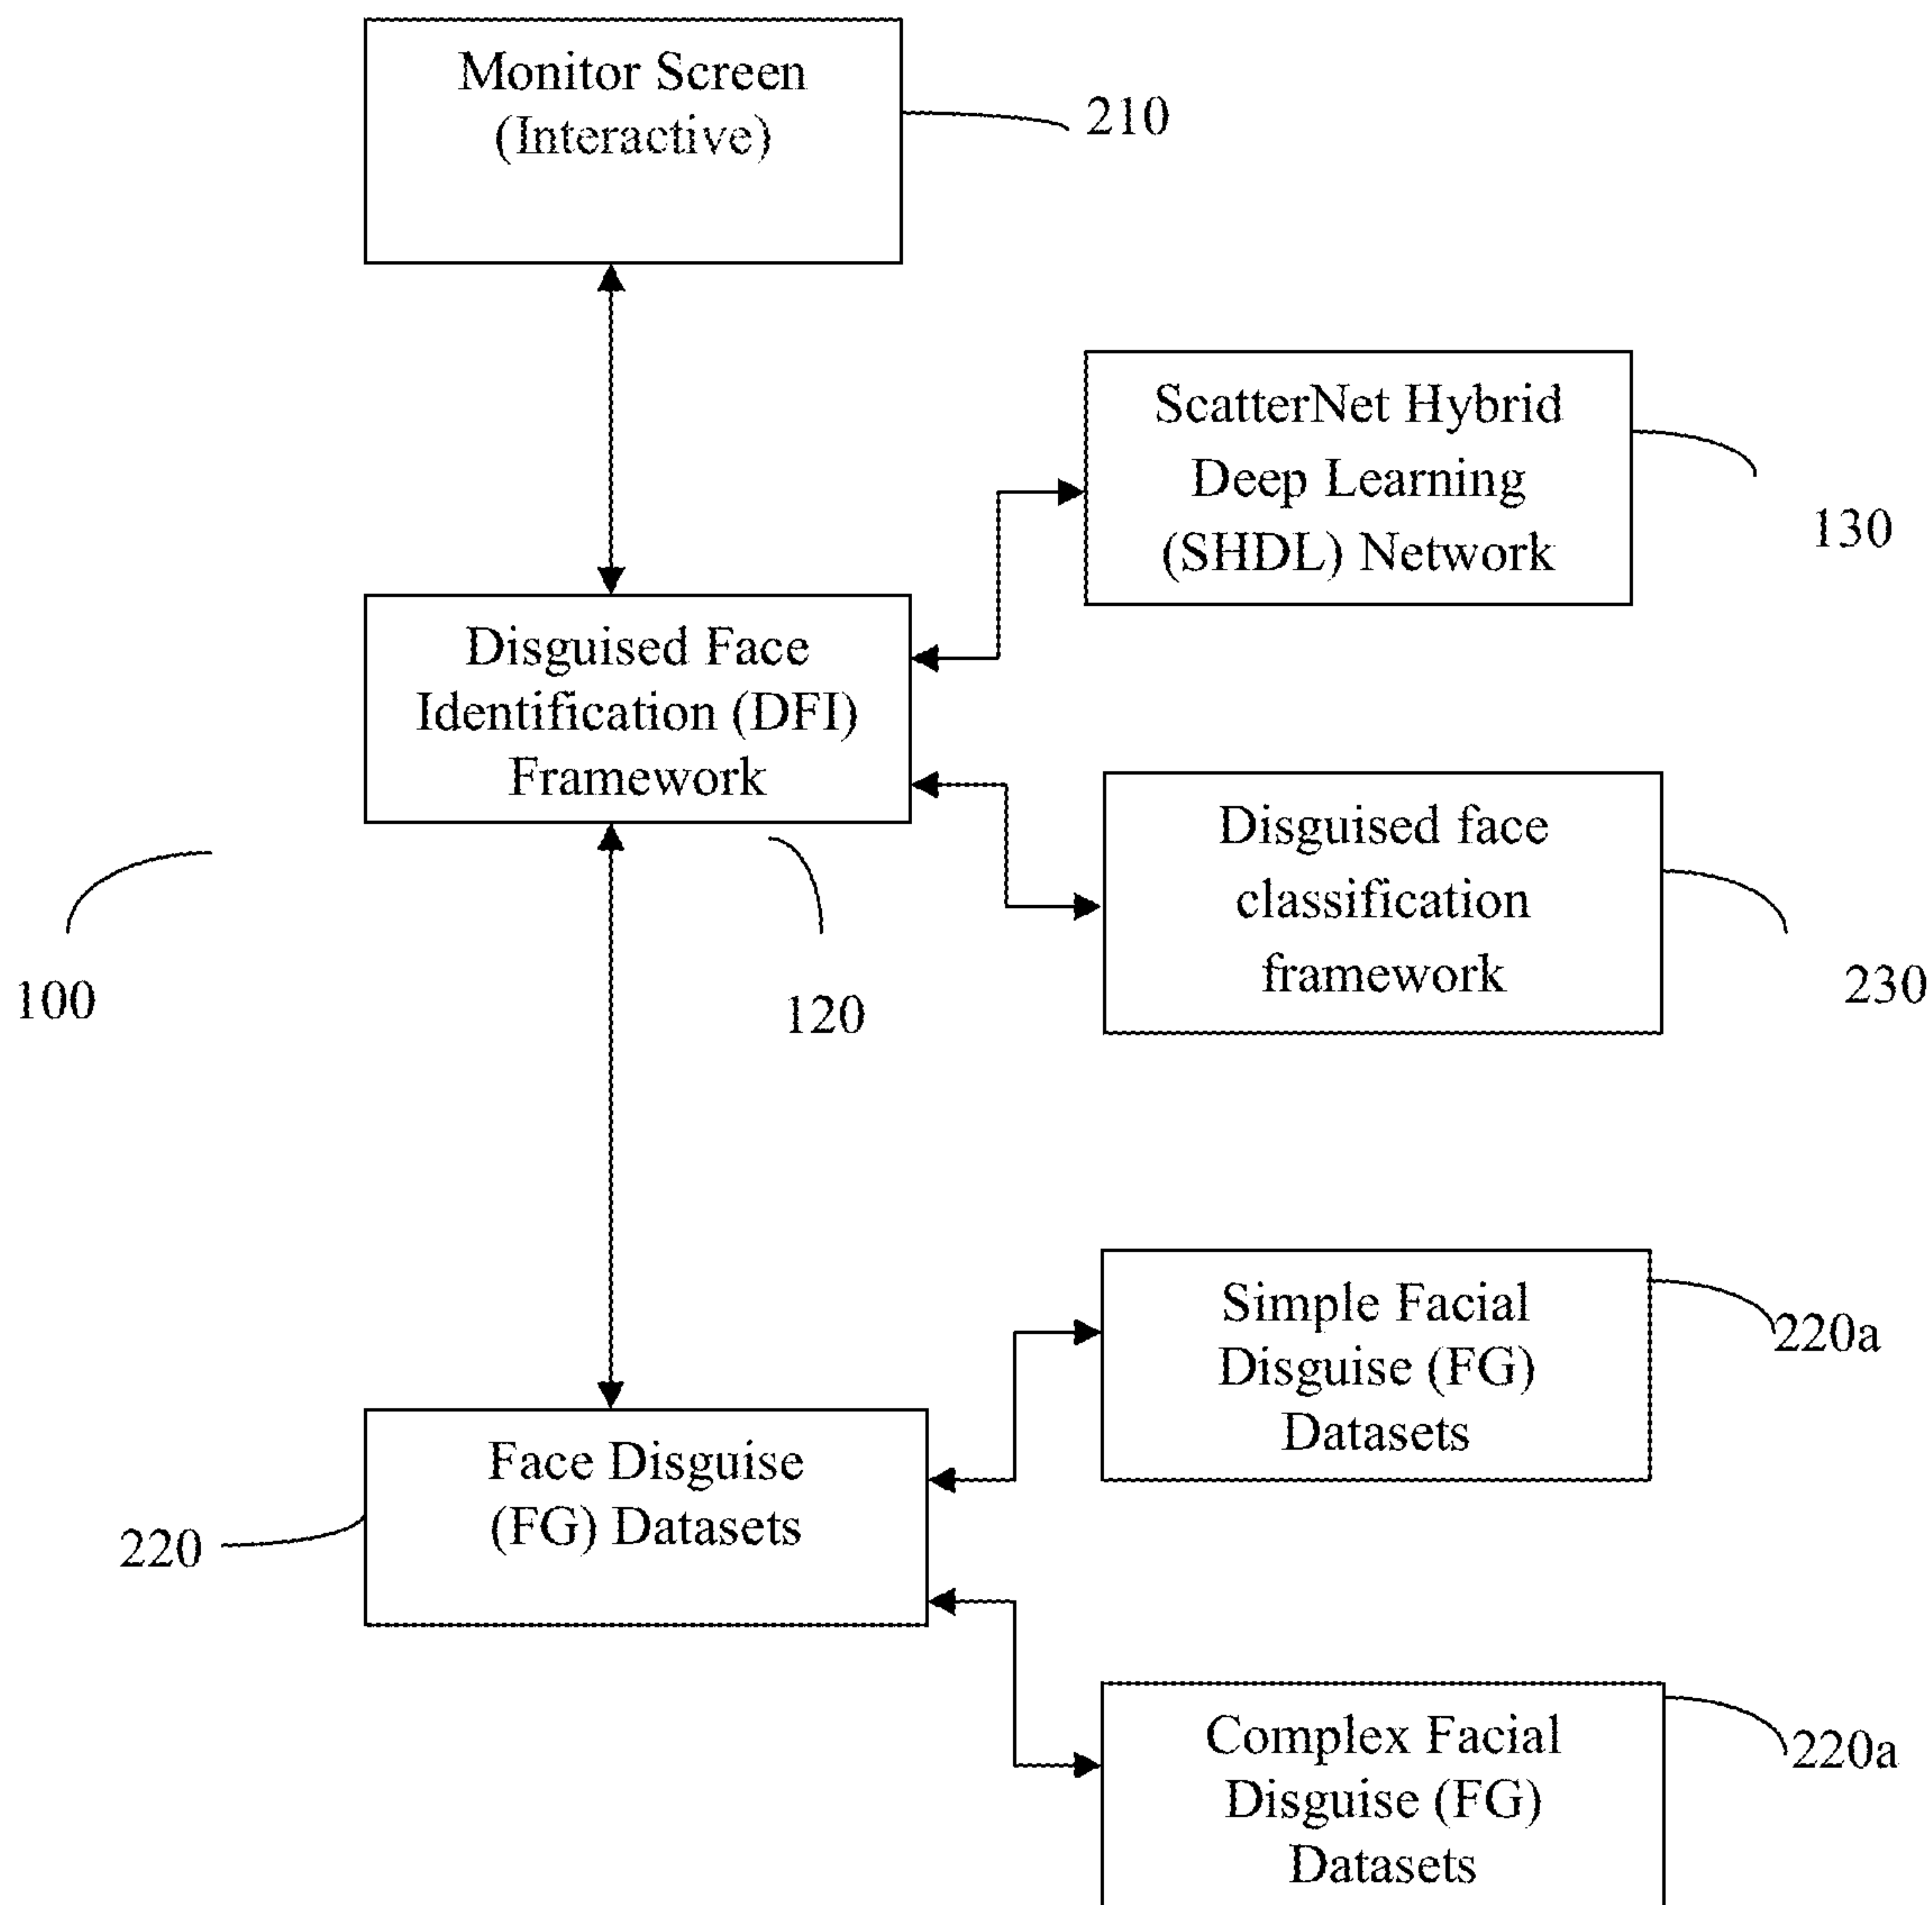 Monitor Screen
(Interactive)
210
ScatterNet Hybrid
Deep Learning
(SHDL) Network
130
Disguised Face
Identification (DFI)
Framework
120
100
Disguised face
classification
framework
230
Simple Facial
Disguise (FG)
Datasets
220a
Face Disguise
(FG) Datasets
220
Complex Facial
Disguise (FG)
Datasets
220a